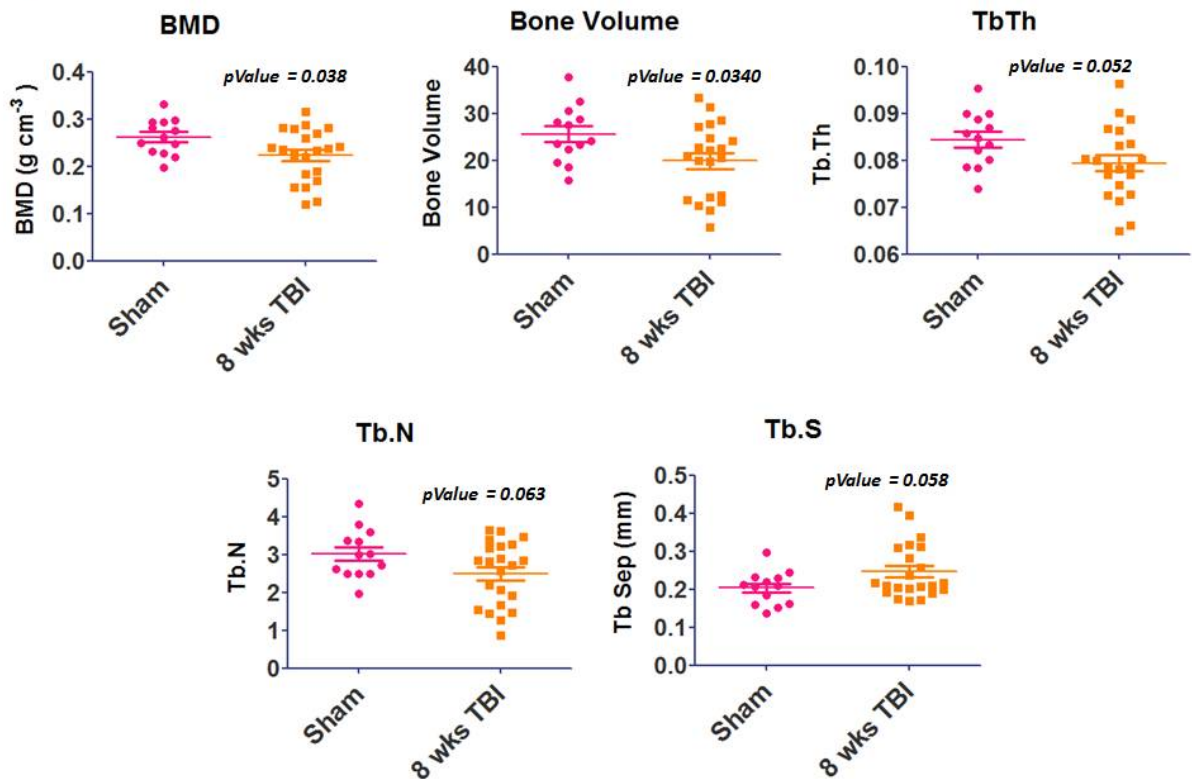 BMD
pValue = 0.038
BMD (g cm⁻³)
0.4
0.3
0.2
0.1
0.0
Sham
8 wks TBI
Bone Volume
pValue = 0.0340
Bone Volume
40
30
20
10
0
Sham
8 wks TBI
TbTh
pValue = 0.052
Tb.Th
0.10
0.09
0.08
0.07
0.06
Sham
8 wks TBI
Tb.N
pValue = 0.063
Tb.N
5
4
3
2
1
0
Sham
8 wks TBI
Tb.S
pValue = 0.058
Tb Sep (mm)
0.5
0.4
0.3
0.2
0.1
0.0
Sham
8 wks TBI